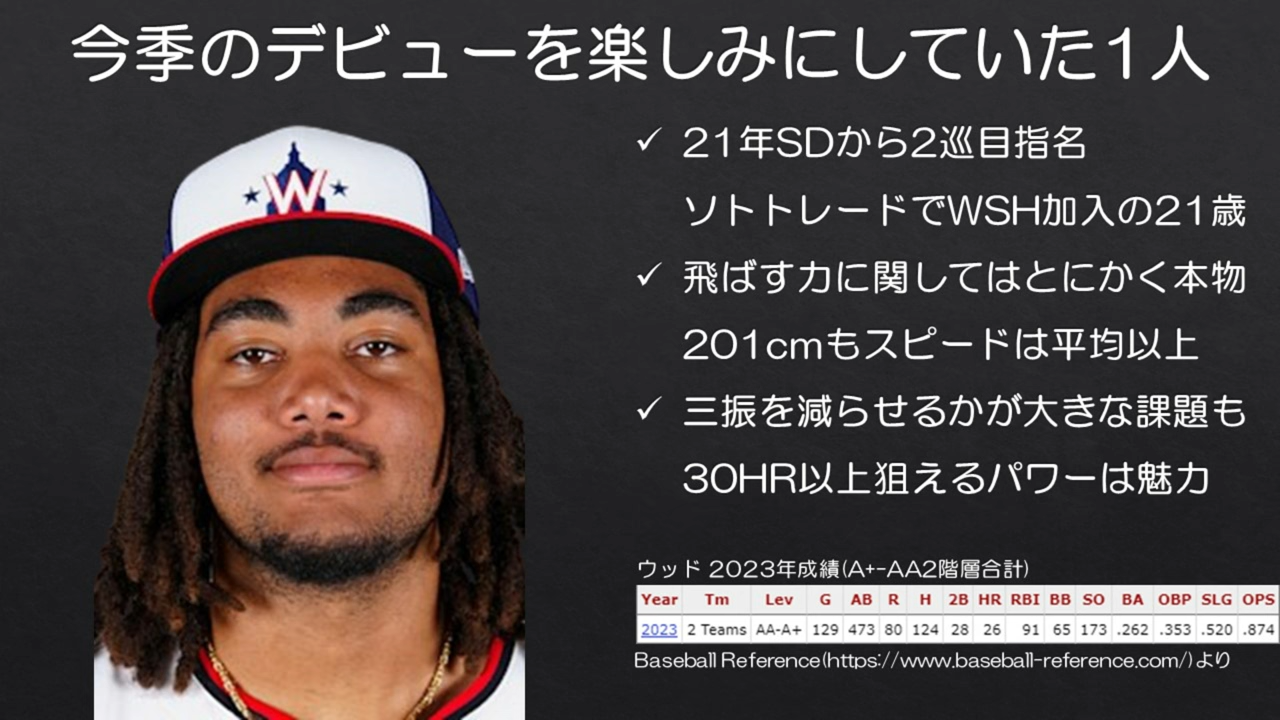 今季のデビューを楽しみにしていた1人
W
✓ 21年SDから2巡目指名
ソトトレードでWSH加入の21歳
✓ 飛ばす力に関してはとにかく本物
201cmもスピードは平均以上
✓ 三振を減らせるかが大きな課題も
30HR以上狙えるパワーは魅力
ウッド 2023年成績(A+-AA2階層合計)
Year Tm Lev G AB R H 2B HR RBI BB SO BA OBP SLG OPS
2023 2 Teams AA-A+ 129 473 80 124 28 26 91 65 173 .262 .353 .520 .874
Baseball Reference(https://www.baseball-reference.com/)より